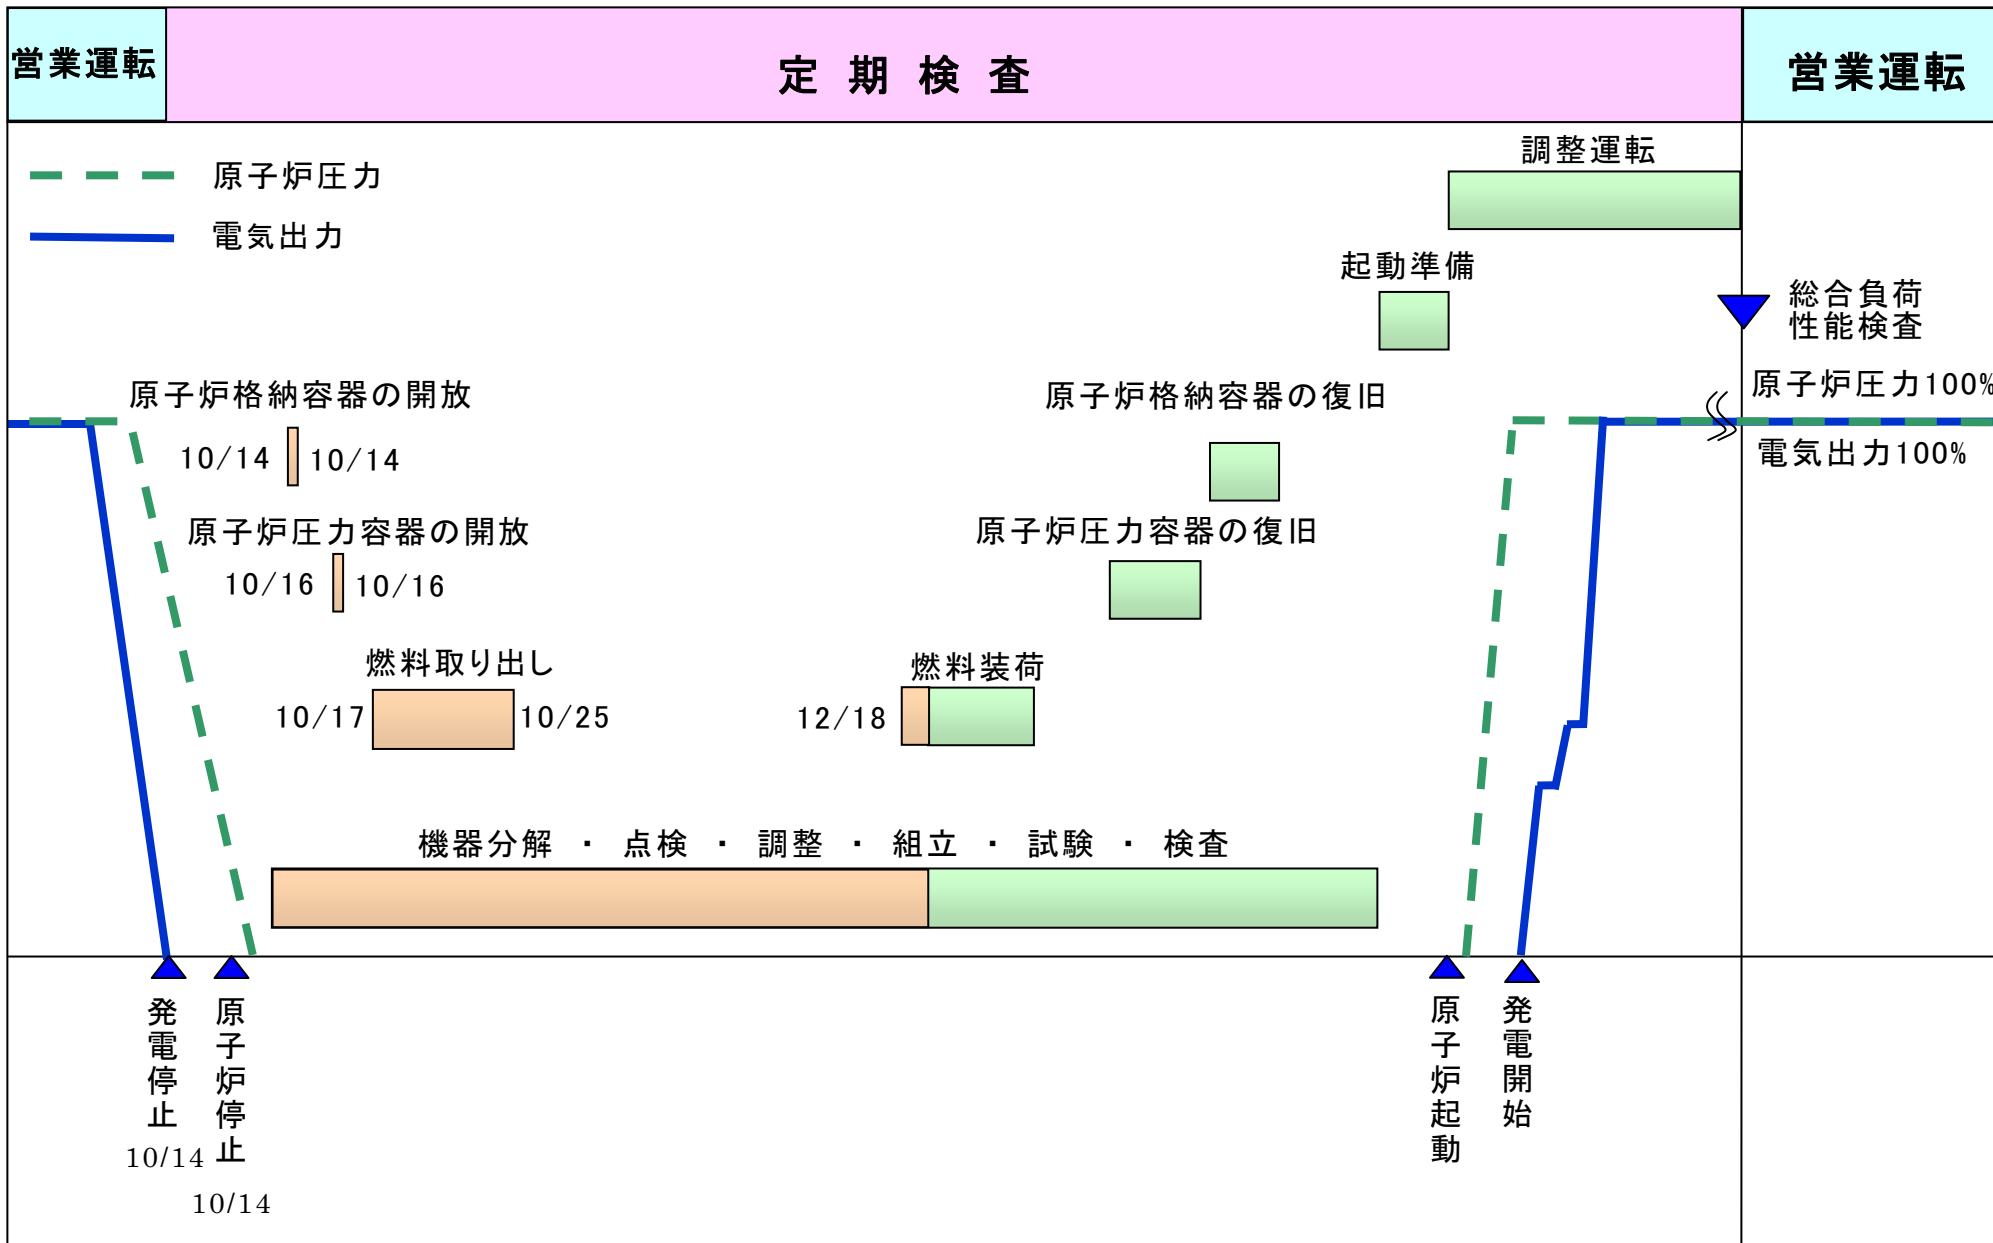 営業運転
定期検査
営業運転
原子炉圧力
電気出力
調整運転
起動準備
総合負荷
性能検査
原子炉圧力100%
電気出力100%
原子炉格納容器の開放
10/14
10/14
原子炉格納容器の復旧
原子炉圧力容器の開放
10/16
10/16
原子炉圧力容器の復旧
燃料取り出し
10/17
10/25
燃料装荷
12/18
機器分解 ・ 点検 ・ 調整 ・ 組立 ・ 試験 ・ 検査
発電停止
10/14
原子炉停止
10/14
原子炉起動
発電開始